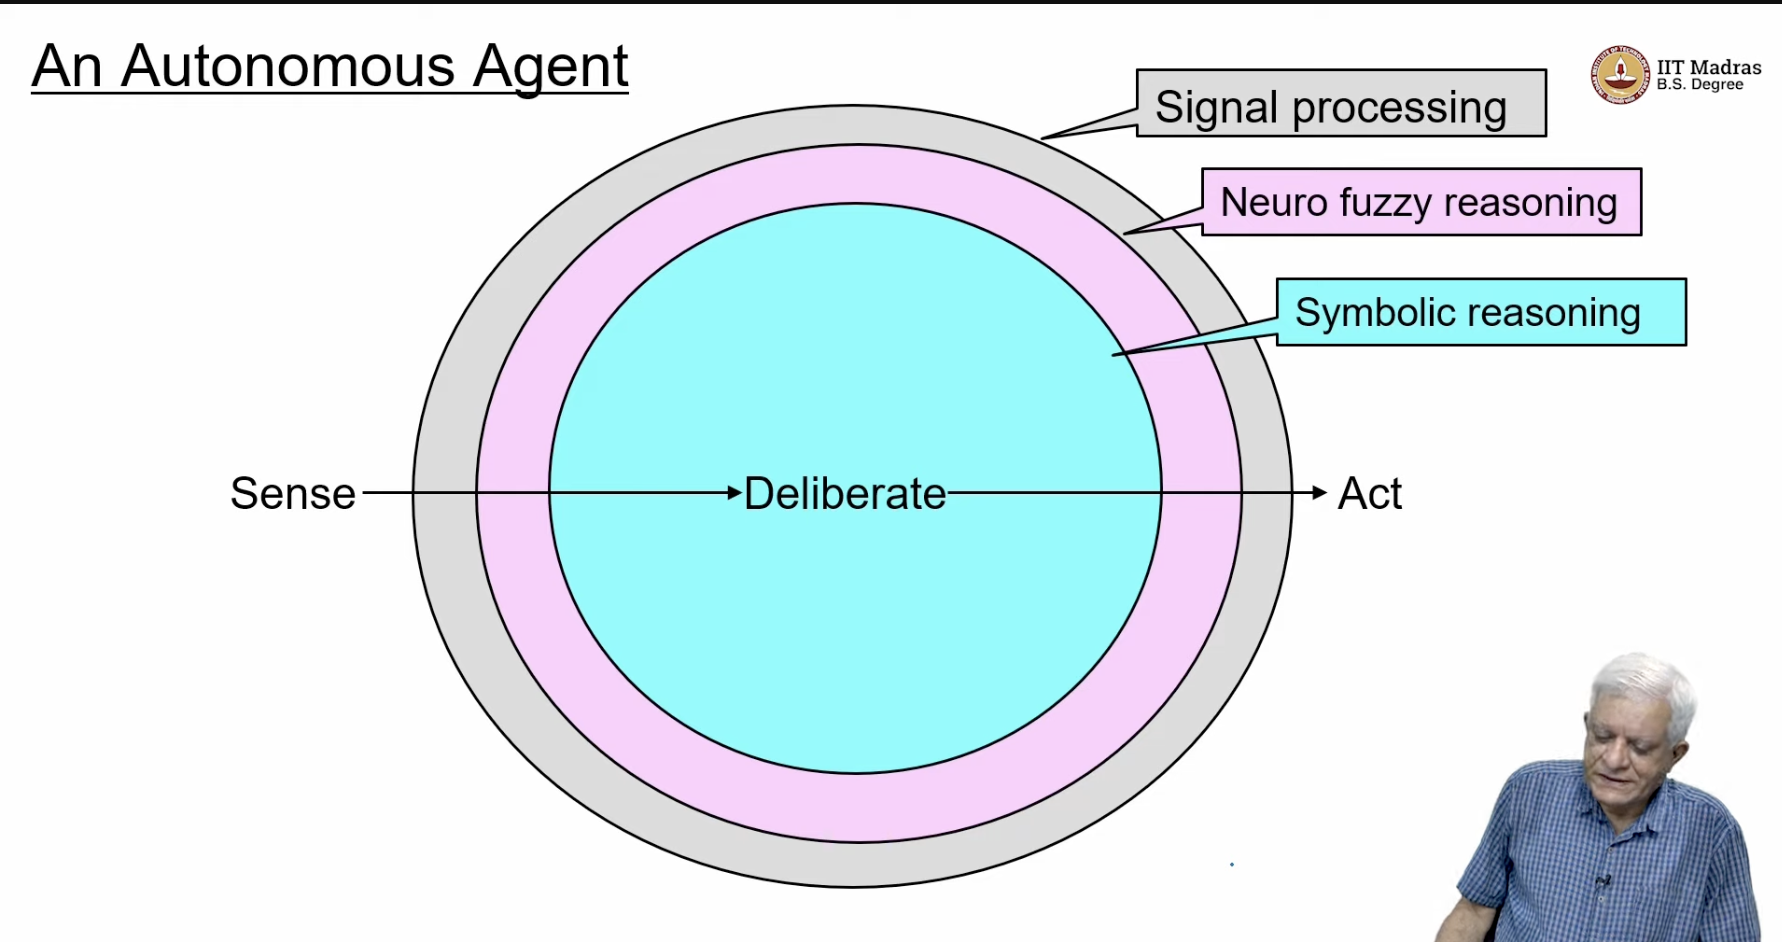 An Autonomous Agent
IIT Madras
B.S. Degree
Signal processing
Neuro fuzzy reasoning
Symbolic reasoning
Sense
Deliberate
Act